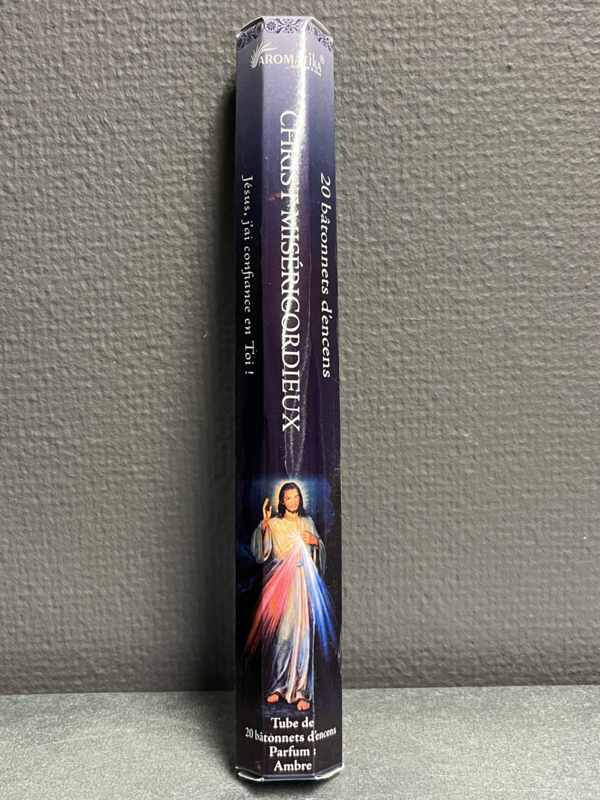 AROMAtika®
20 bâtonnets d'encens
CHRIST MISÉRICORDIEUX
Jésus, j'ai confiance en Toi !
Tube de
20 bâtonnets d'encens
Parfum :
Ambre